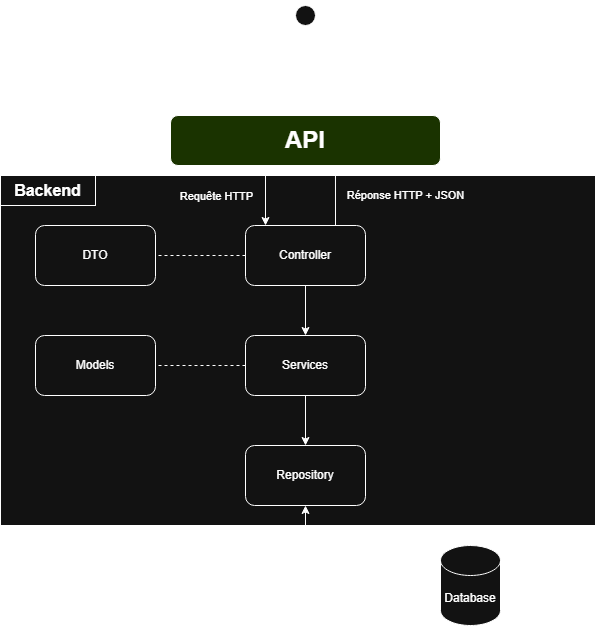 API
Backend
Requête HTTP
Réponse HTTP + JSON
DTO
Controller
Models
Services
Repository
Database